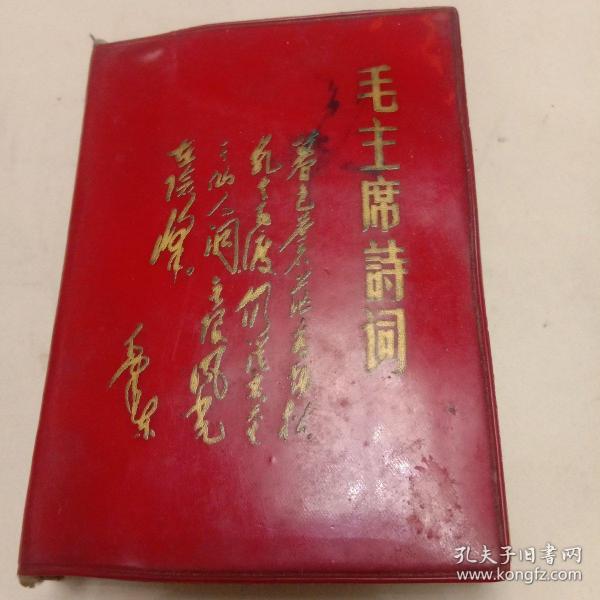 毛主席詩词
暮色苍茫看劲松
乱云飞渡仍从容天生
一个仙人洞无限风光
在险峰。
毛泽东
孔夫子旧书网
www.kongfz.com